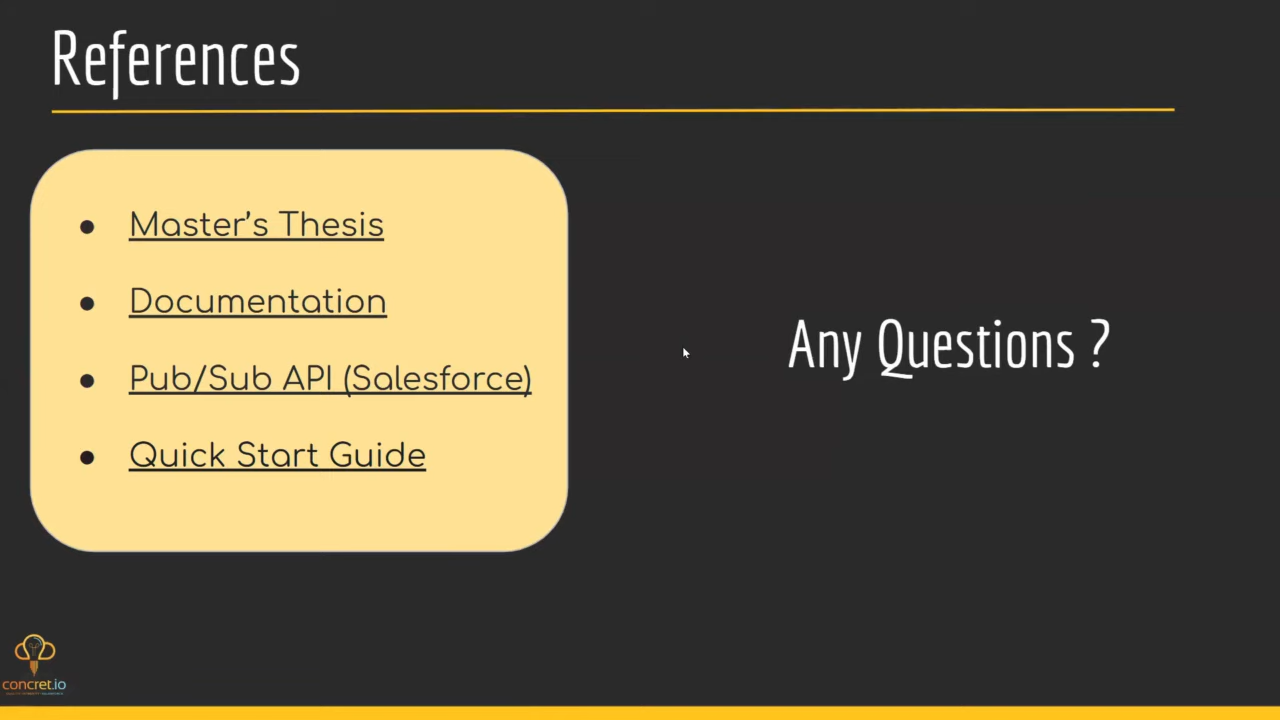 References
Master's Thesis
Documentation
Pub/Sub API (Salesforce)
Quick Start Guide
Any Questions ?
concret.io